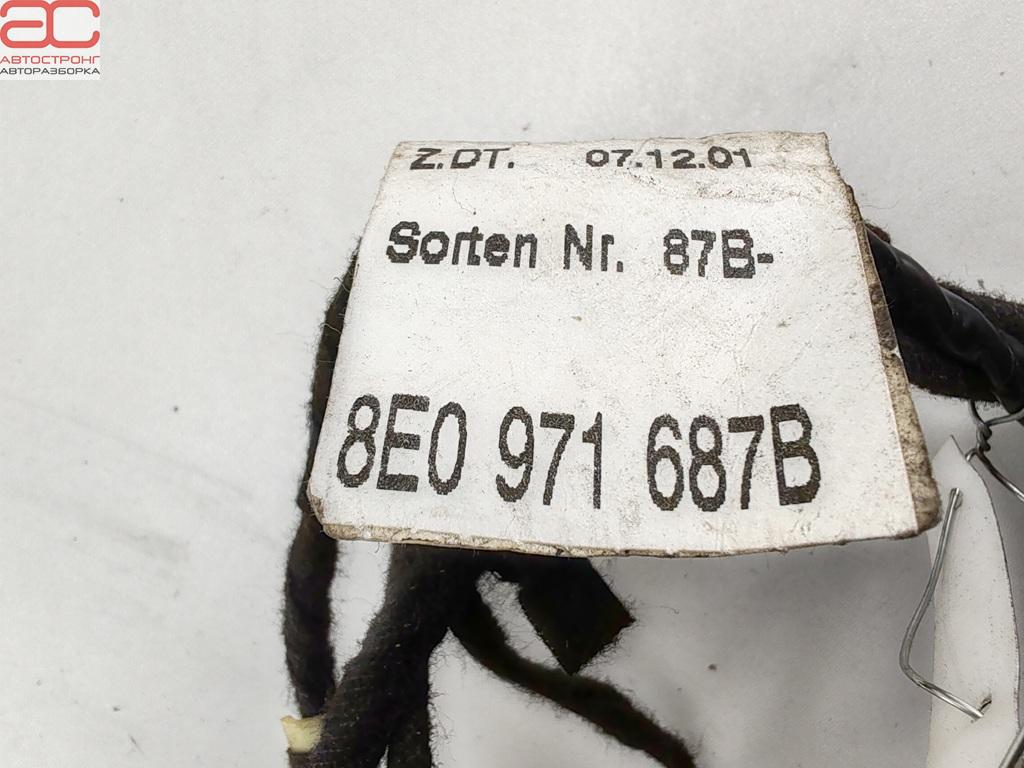 АС
АВТОСТРОНГ
АВТОРАЗБОРКА
Z.DT. 07.12.01
Sorten Nr. 87B-
8E0 971 687B